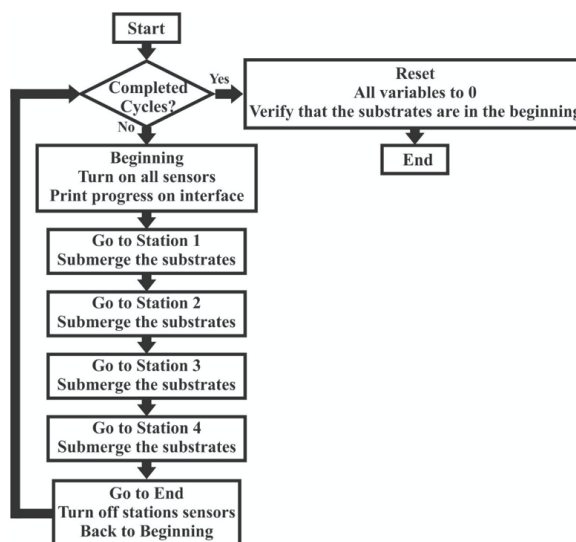 Start
Completed
Cycles?
Yes
No
Reset
All variables to 0
Verify that the substrates are in the beginning
End
Beginning
Turn on all sensors
Print progress on interface
Go to Station 1
Submerge the substrates
Go to Station 2
Submerge the substrates
Go to Station 3
Submerge the substrates
Go to Station 4
Submerge the substrates
Go to End
Turn off stations sensors
Back to Beginning